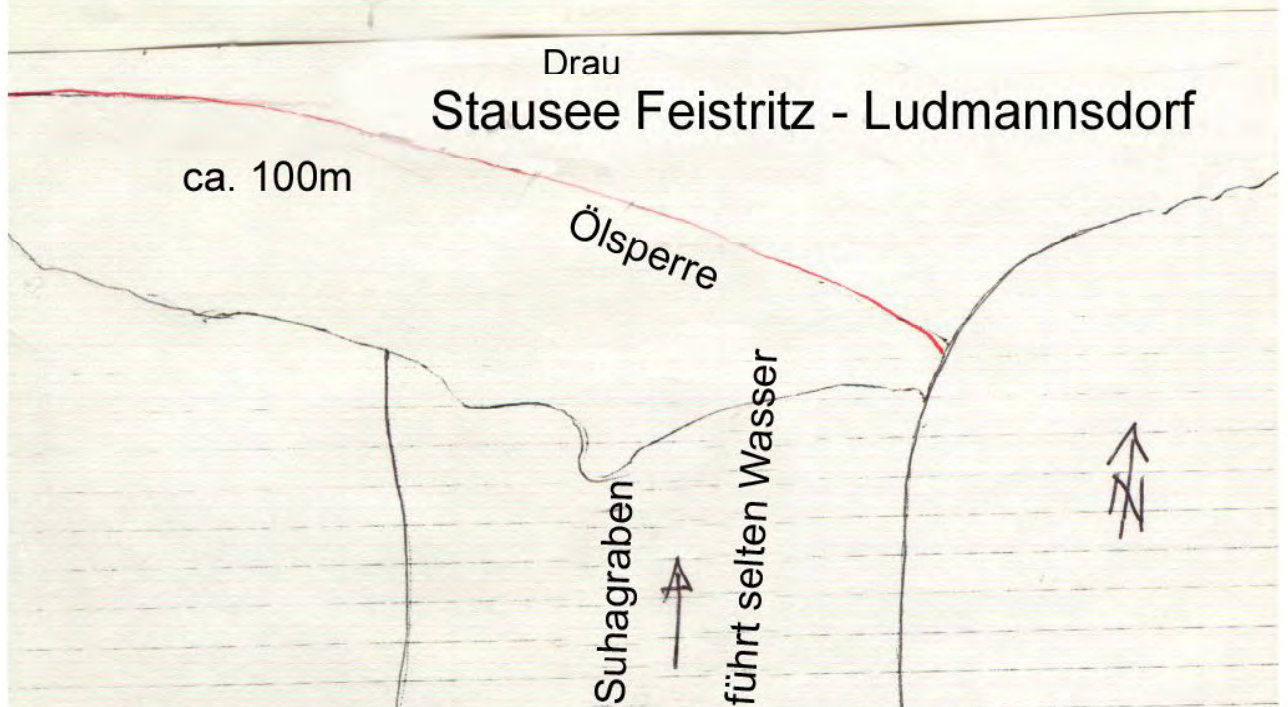 Drau
Stausee Feistritz - Ludmannsdorf
ca. 100m
Ölsperre
Suhagraben
führt selten Wasser
N